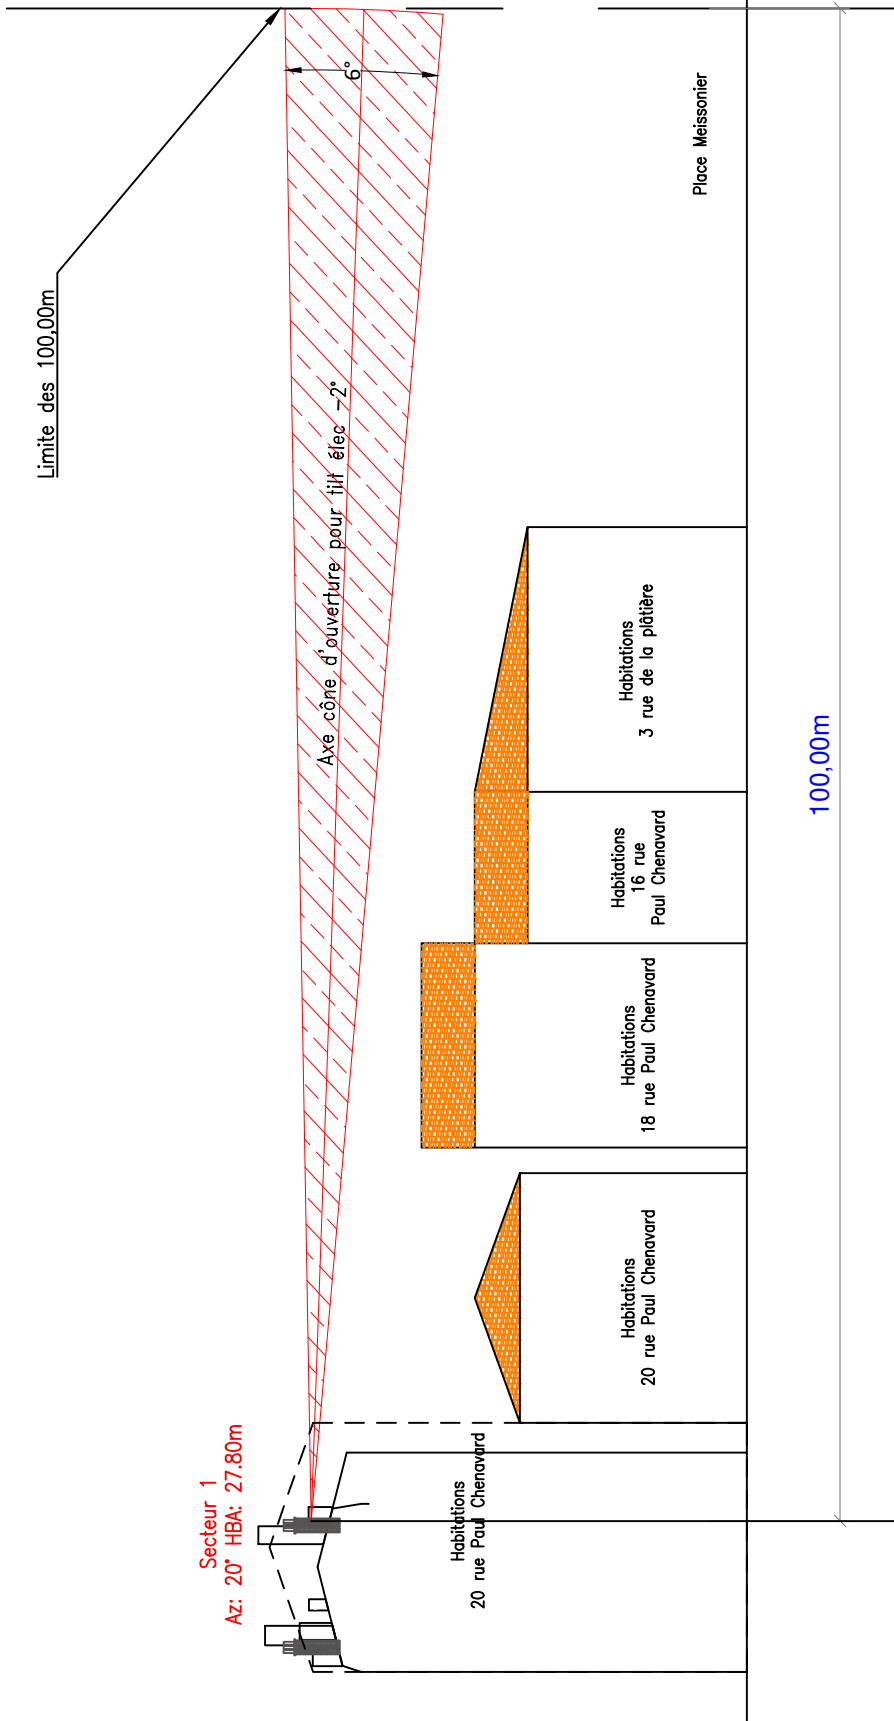 Limite des 100,00m
6°
Axe cône d'ouverture pour tilt élec -2°
Place Meissonier
Secteur 1
Az: 20° HBA: 27.80m
Habitations
20 rue Paul Chenavard
Habitations
20 rue Paul Chenavard
Habitations
18 rue Paul Chenavard
Habitations
16 rue
Paul Chenavard
Habitations
3 rue de la plâtière
100,00m